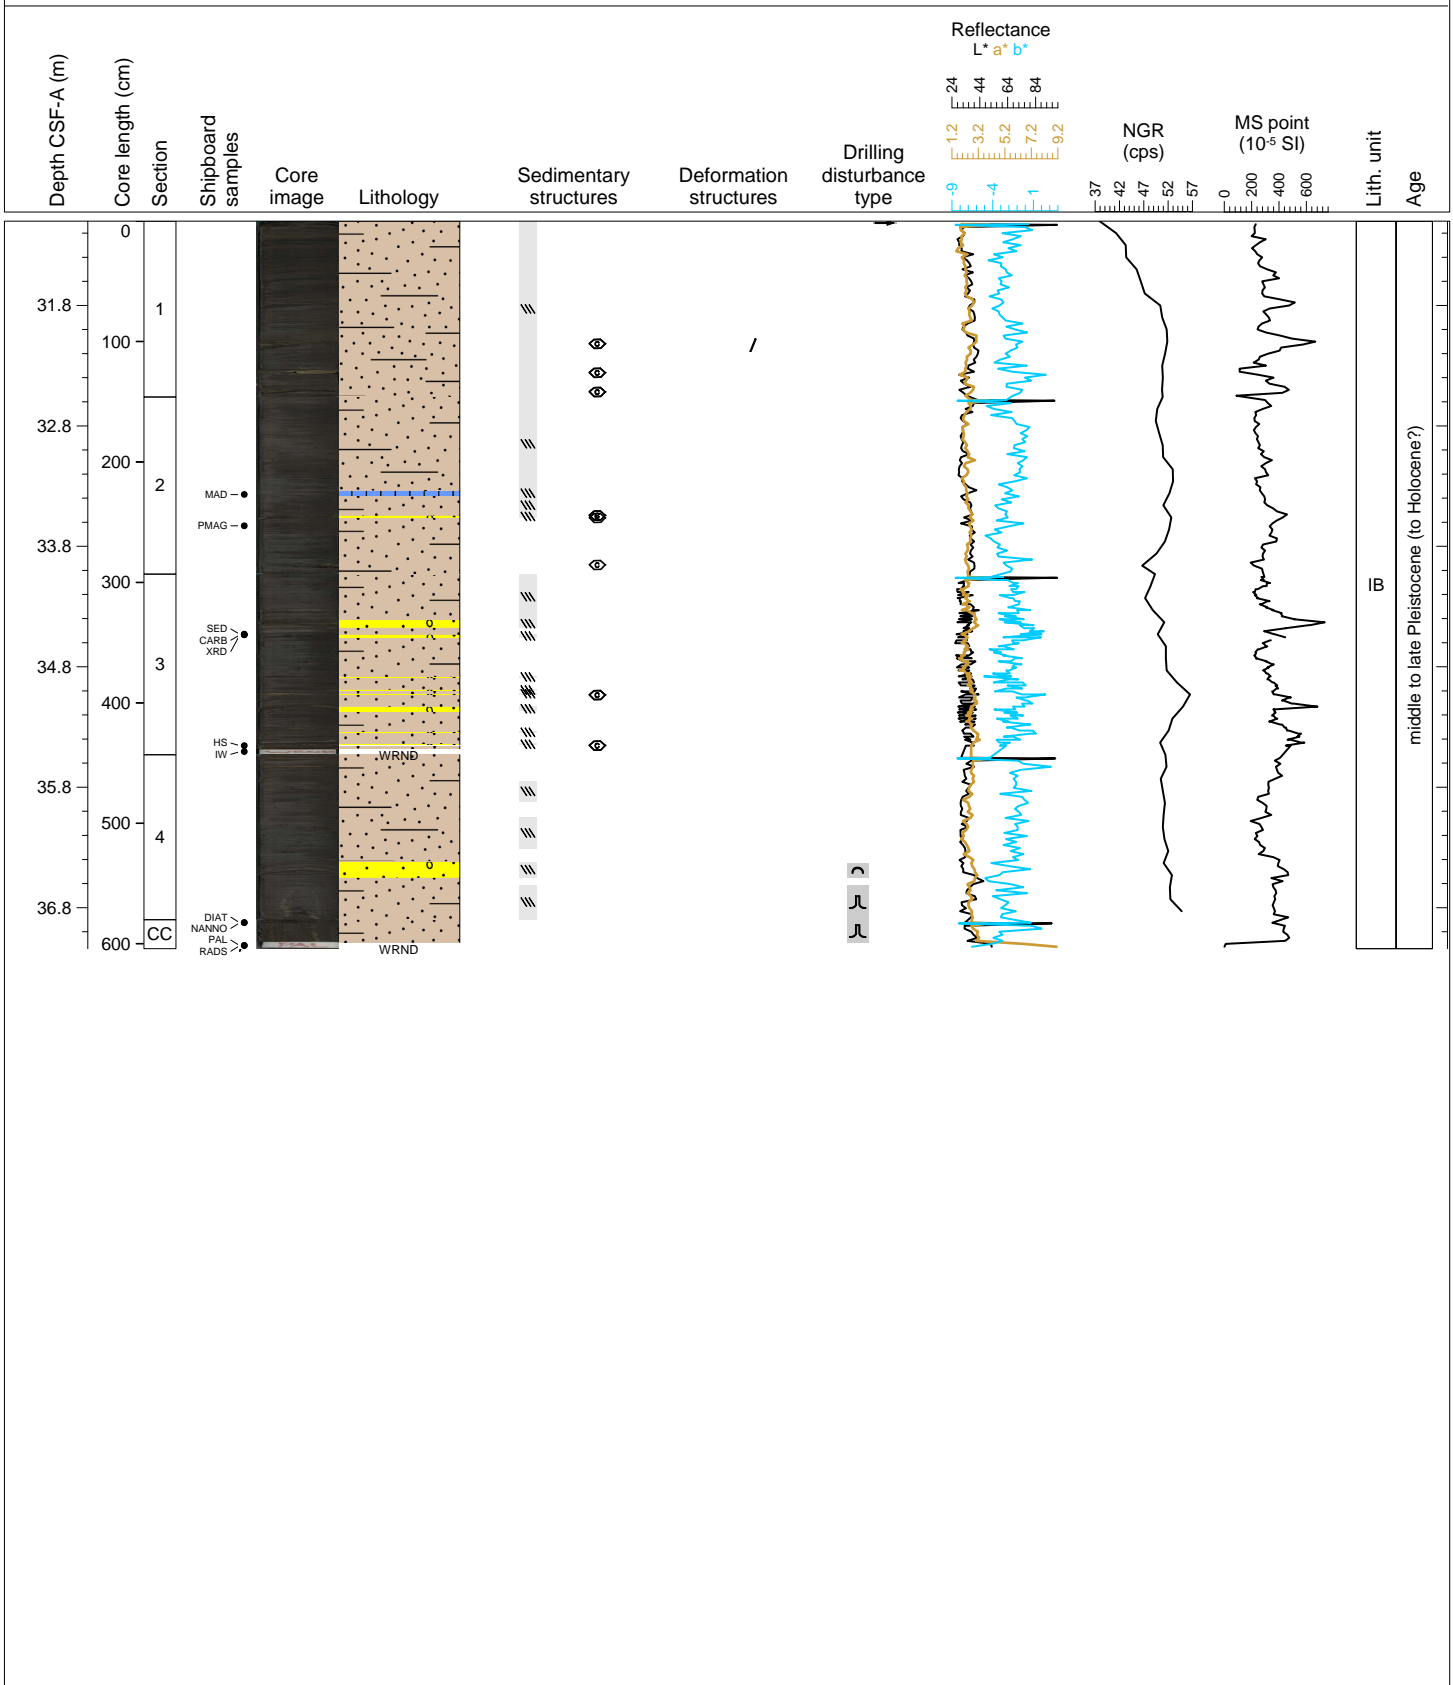 Depth CSF-A (m)
Core length (cm)
Section
Shipboard
samples
Core
image
Lithology
Sedimentary
structures
Deformation
structures
Drilling
disturbance
type
Reflectance
L* a* b*
24 44 64 84
1.2 3.2 5.2 7.2 9.2
-9 -4 1
NGR
(cps)
37 42 47 52 57
MS point
(10-5 SI)
0 200 400 600
Lith. unit
Age
0
31.8
1
100
32.8
200
2
MAD
PMAG
33.8
300
SED
CARB
XRD
34.8
3
400
HS
IW
WRND
35.8
500
4
36.8
DIAT
NANNO
CC
PAL
600
RADS
WRND
IB
middle to late Pleistocene (to Holocene?)